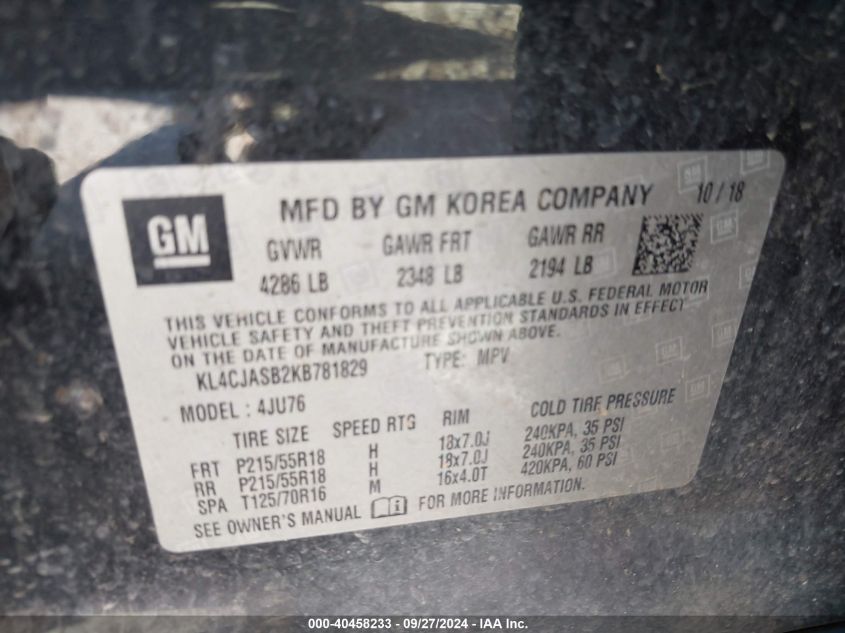 GM
MFD BY GM KOREA COMPANY 10 / 18
GVWR GAWR FRT GAWR RR
4286 LB 2348 LB 2194 LB
THIS VEHICLE CONFORMS TO ALL APPLICABLE U.S. FEDERAL MOTOR
VEHICLE SAFETY AND THEFT PREVENTION STANDARDS IN EFFECT
ON THE DATE OF MANUFACTURE SHOWN ABOVE.
KL4CJASB2KB781829 TYPE: MPV
MODEL : 4JU76
TIRE SIZE SPEED RTG RIM COLD TIRE PRESSURE
FRT P215/55R18 H 18x7.0J 240KPA, 35 PSI
RR P215/55R18 H 18x7.0J 240KPA, 35 PSI
SPA T125/70R16 M 16x4.0T 420KPA, 60 PSI
SEE OWNER'S MANUAL i FOR MORE INFORMATION.
000-40458233 - 09/27/2024 - IAA Inc.